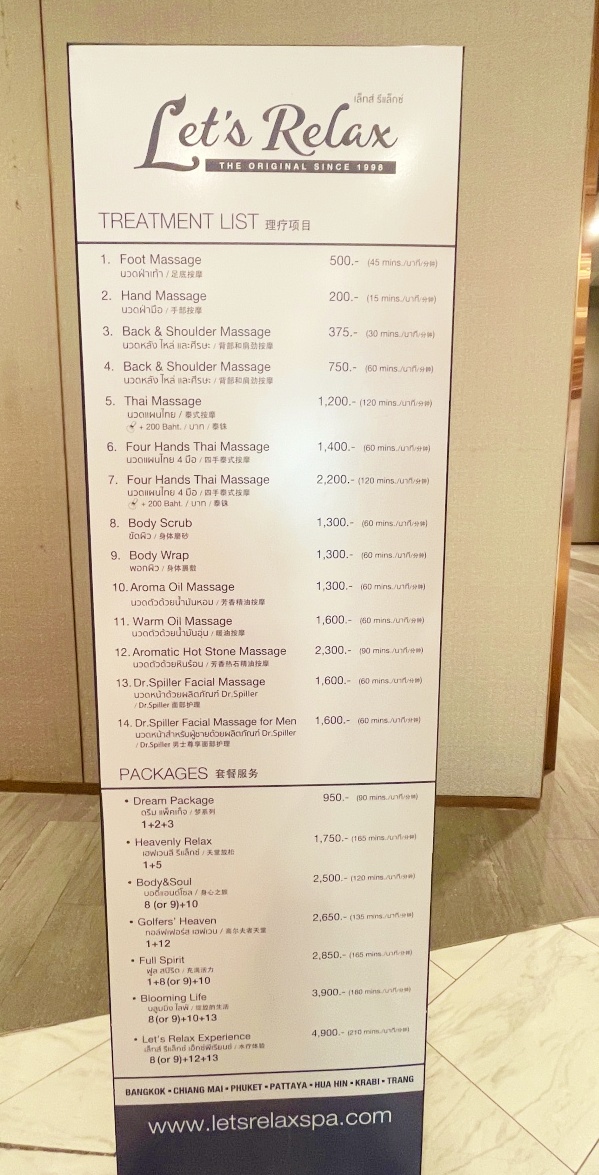 เล็ทส์ รีแล็กซ์
Let's Relax
THE ORIGINAL SINCE 1998
TREATMENT LIST 理疗项目
1. Foot Massage 500.- (45 mins./นาที/分钟)
นวดฝ่าเท้า / 足底按摩
2. Hand Massage 200.- (15 mins./นาที/分钟)
นวดฝ่ามือ / 手部按摩
3. Back & Shoulder Massage 375.- (30 mins./นาที/分钟)
นวดหลัง ไหล่ และศีรษะ / 背部和肩劲按摩
4. Back & Shoulder Massage 750.- (60 mins./นาที/分钟)
นวดหลัง ไหล่ และศีรษะ / 背部和肩劲按摩
5. Thai Massage 1,200.- (120 mins./นาที/分钟)
นวดแผนไทย / 泰式按摩
+ 200 Baht. / บาท / 泰铢
6. Four Hands Thai Massage 1,400.- (60 mins./นาที/分钟)
นวดแผนไทย 4 มือ / 四手泰式按摩
7. Four Hands Thai Massage 2,200.- (120 mins./นาที/分钟)
นวดแผนไทย 4 มือ / 四手泰式按摩
+ 200 Baht. / บาท / 泰铢
8. Body Scrub 1,300.- (60 mins./นาที/分钟)
ขัดผิว / 身体磨砂
9. Body Wrap 1,300.- (60 mins./นาที/分钟)
พอกผิว / 身体裹敷
10. Aroma Oil Massage 1,300.- (60 mins./นาที/分钟)
นวดตัวด้วยน้ำมันหอม / 芳香精油按摩
11. Warm Oil Massage 1,600.- (60 mins./นาที/分钟)
นวดตัวด้วยน้ำมันอุ่น / 暖油按摩
12. Aromatic Hot Stone Massage 2,300.- (90 mins./นาที/分钟)
นวดตัวด้วยหินร้อน / 芳香热石精油按摩
13. Dr.Spiller Facial Massage 1,600.- (60 mins./นาที/分钟)
นวดหน้าด้วยผลิตภัณฑ์ Dr.Spiller
/ Dr.Spiller 面部护理
14. Dr.Spiller Facial Massage for Men 1,600.- (60 mins./นาที/分钟)
นวดหน้าสำหรับผู้ชายด้วยผลิตภัณฑ์ Dr.Spiller
/ Dr.Spiller 男士尊享面部护理
PACKAGES 套餐服务
• Dream Package 950.- (90 mins./นาที/分钟)
ดรีม แพ็คเก็จ / 梦系列
1+2+3
• Heavenly Relax 1,750.- (165 mins./นาที/分钟)
เฮฟเวนลี รีแล็กซ์ / 天堂放松
1+5
• Body&Soul 2,500.- (120 mins./นาที/分钟)
บอดี้แอนด์โซล / 身心之旅
8 (or 9)+10
• Golfers' Heaven 2,650.- (135 mins./นาที/分钟)
กอล์ฟเฟอร์ส เฮฟเวน / 高尔夫者天堂
1+12
• Full Spirit 2,850.- (165 mins./นาที/分钟)
ฟูล สปิริต / 充满活力
1+8 (or 9)+10
• Blooming Life 3,900.- (180 mins./นาที/分钟)
บลูมมิ่ง ไลฟ์ / 绽放的生活
8 (or 9)+10+13
• Let's Relax Experience 4,900.- (210 mins./นาที/分钟)
เล็ทส์ รีแล็กซ์ เอ็กซ์พีเรียนซ์ / 水疗体验
8 (or 9)+12+13
BANGKOK • CHIANG MAI • PHUKET • PATTAYA • HUA HIN • KRABI • TRANG
www.letsrelaxspa.com